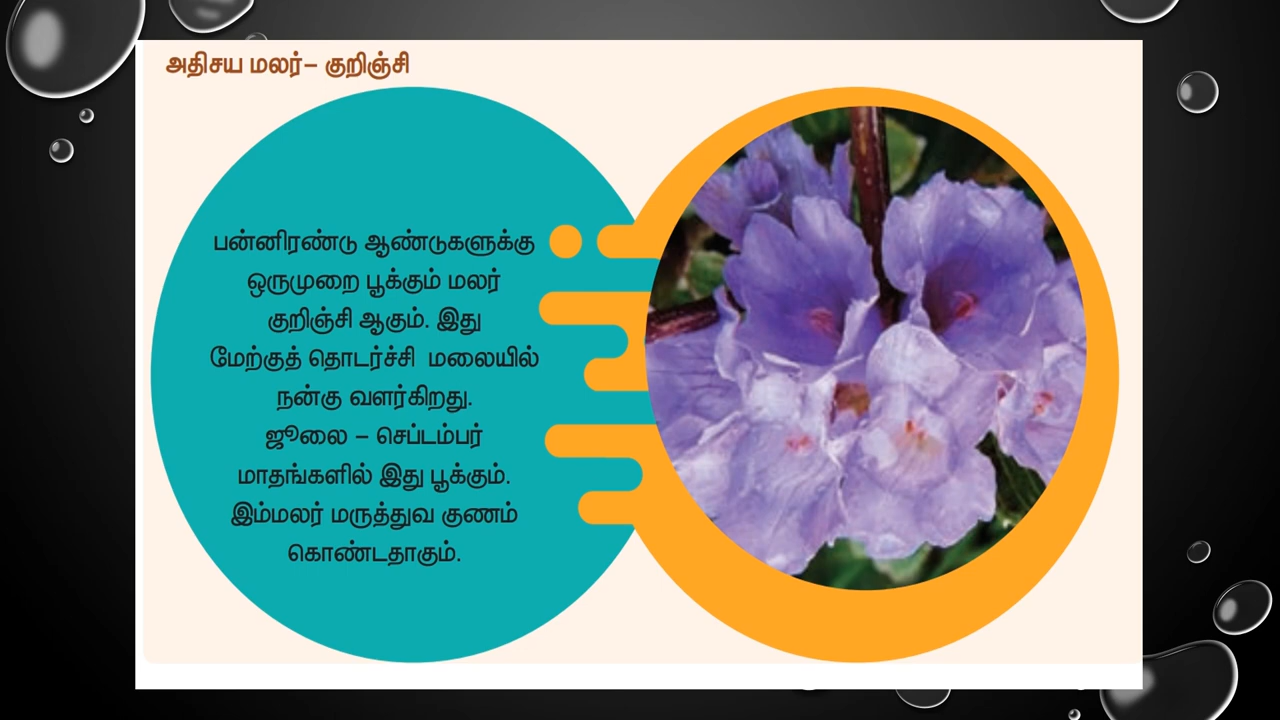 அதிசய மலர்– குறிஞ்சி
பன்னிரண்டு ஆண்டுகளுக்கு
ஒருமுறை பூக்கும் மலர்
குறிஞ்சி ஆகும். இது
மேற்குத் தொடர்ச்சி மலையில்
நன்கு வளர்கிறது.
ஜூலை – செப்டம்பர்
மாதங்களில் இது பூக்கும்.
இம்மலர் மருத்துவ குணம்
கொண்டதாகும்.